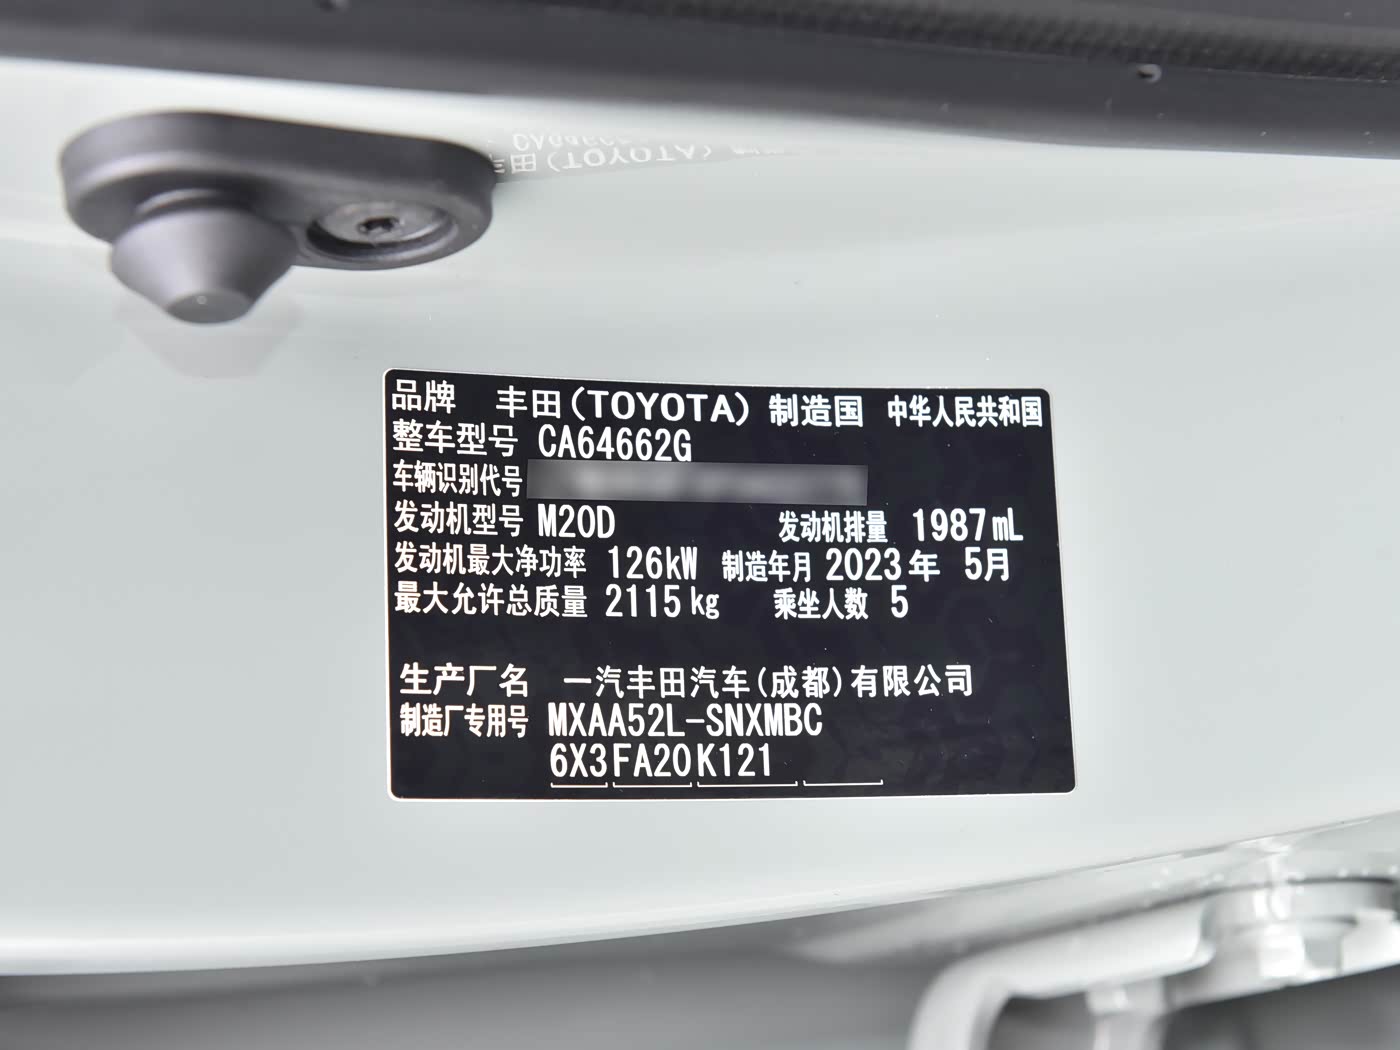 品牌 丰田(TOYOTA) 制造国 中华人民共和国
整车型号 CA64662G
车辆识别代号
发动机型号 M20D 发动机排量 1987mL
发动机最大净功率 126kW 制造年月 2023年 5月
最大允许总质量 2115kg 乘坐人数 5
生产厂名 一汽丰田汽车(成都)有限公司
制造厂专用号 MXAA52L-SNXMBC
6X3FA20K121